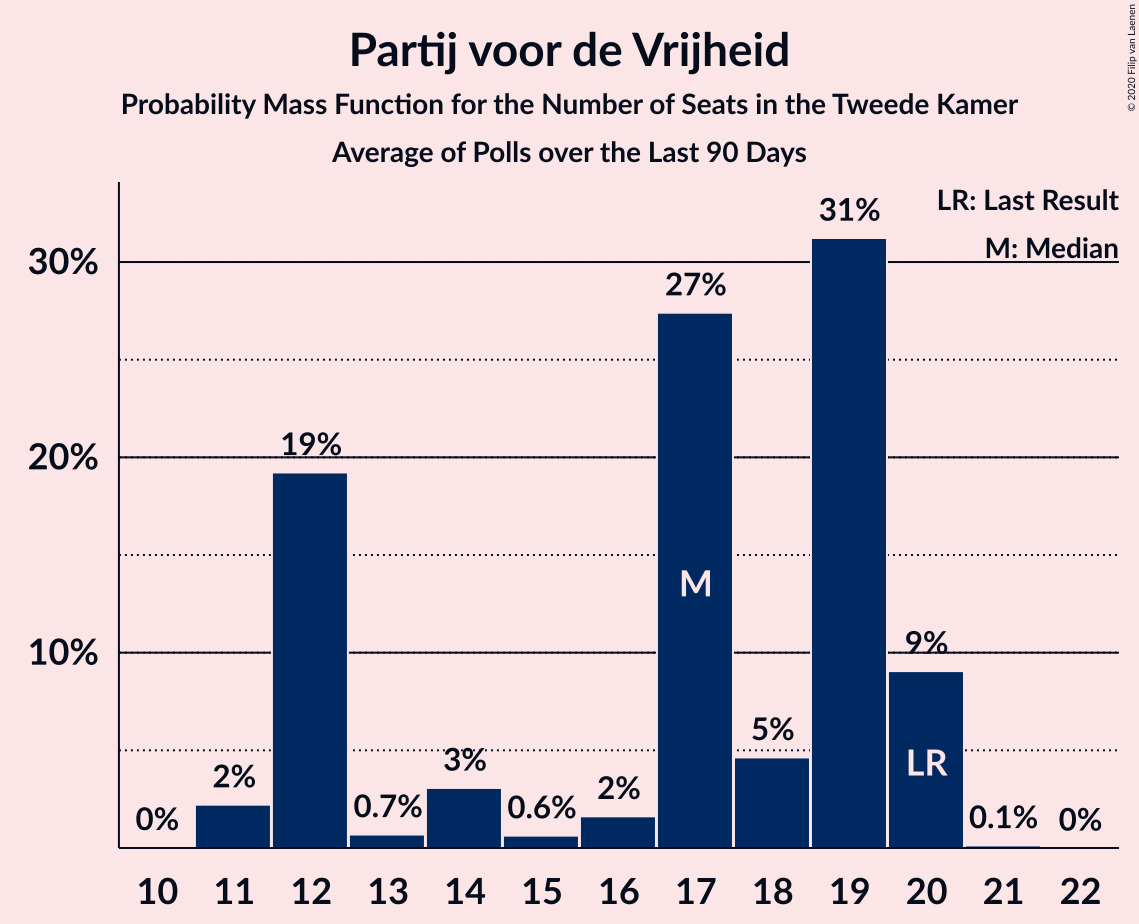 Partij voor de Vrijheid
Probability Mass Function for the Number of Seats in the Tweede Kamer
Average of Polls over the Last 90 Days
© 2020 Filip van Laenen
LR: Last Result
M: Median
30%
20%
10%
0%
2%
19%
0.7%
3%
0.6%
2%
27%
5%
31%
9%
0.1%
0%
M
LR
10 11 12 13 14 15 16 17 18 19 20 21 22